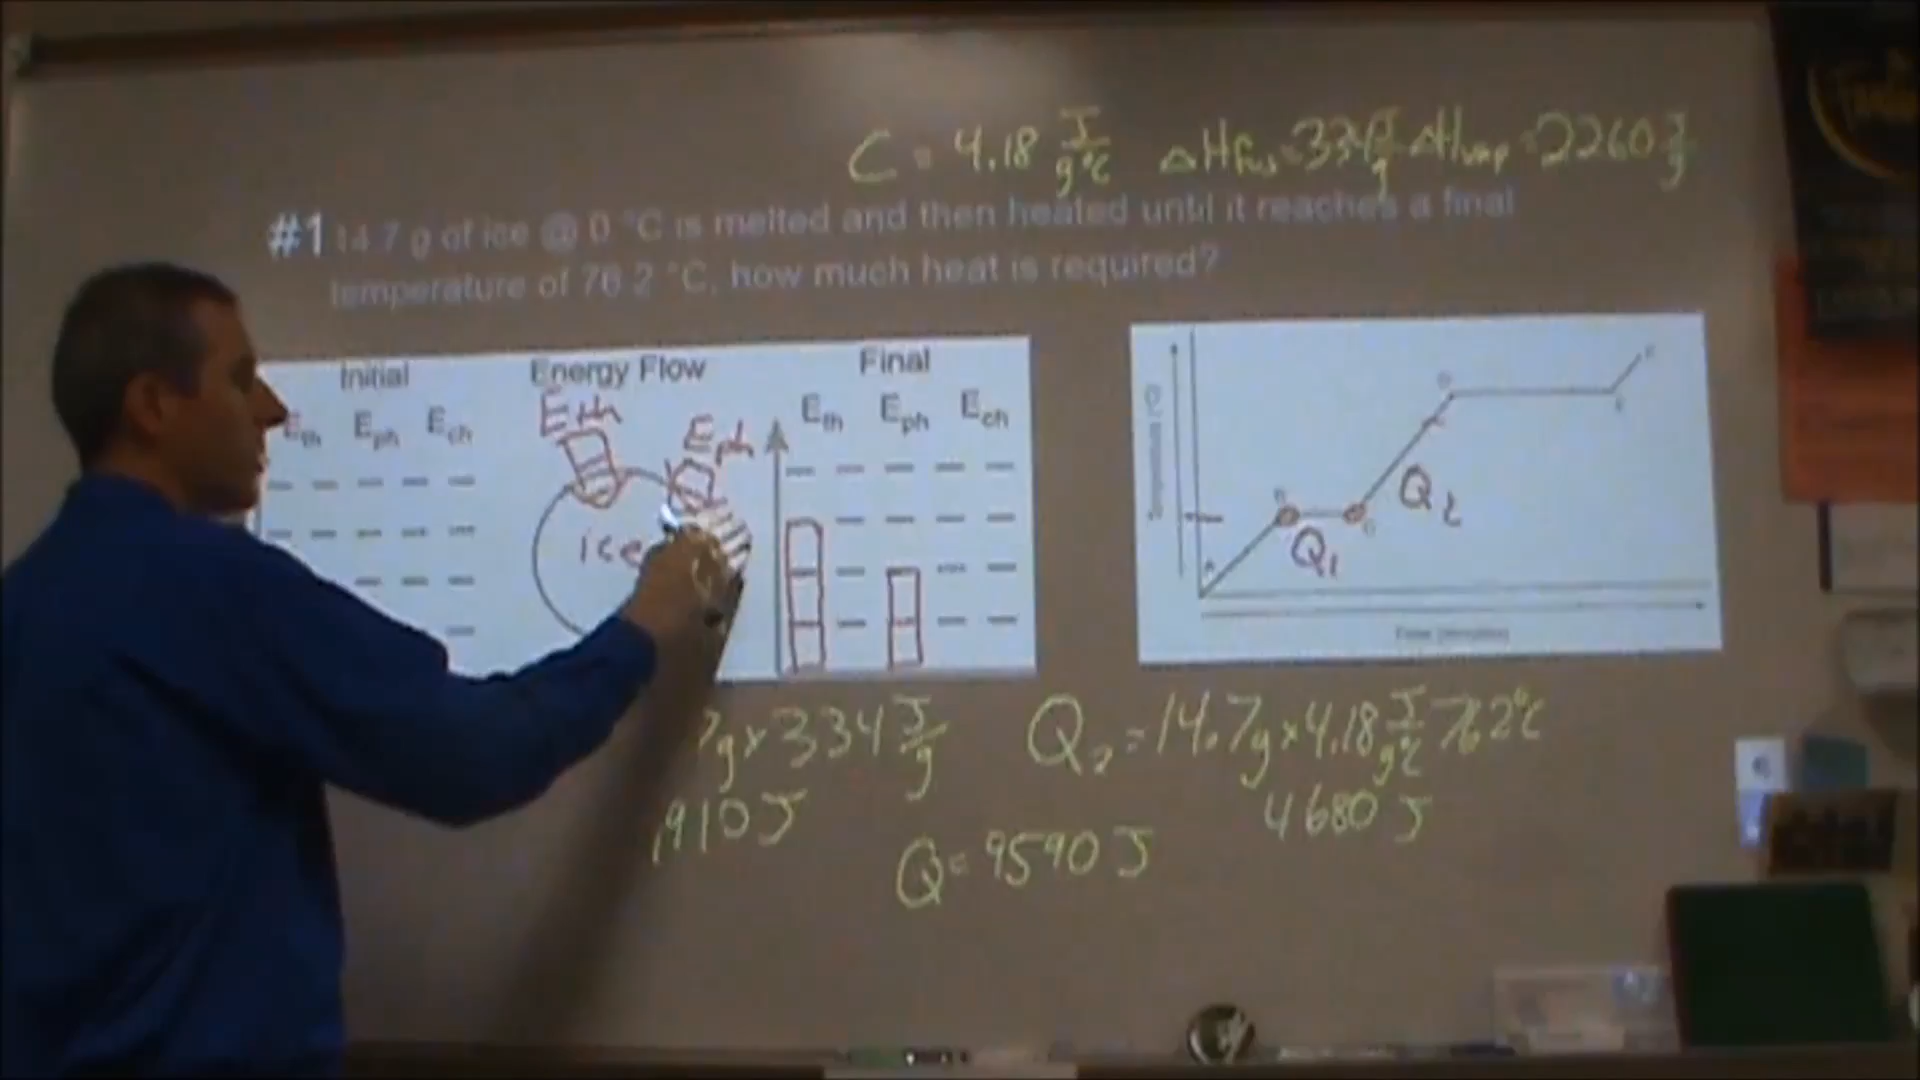 C = 4.18 J/g°C ΔHfus = 334 J/g ΔHvap = 2260 J/g
#1 14.7 g of ice @ 0 °C is melted and then heated until it reaches a final
temperature of 76.2 °C, how much heat is required?
Initial Energy Flow Final
Eth Eph Ech
Eth Eph
Eth Eph Ech
ice
Q1
Q2
7g x 334 J/g
910 J
Q2 = 14.7g x 4.18 J/g°C 76.2°C
4680 J
Q = 9590 J